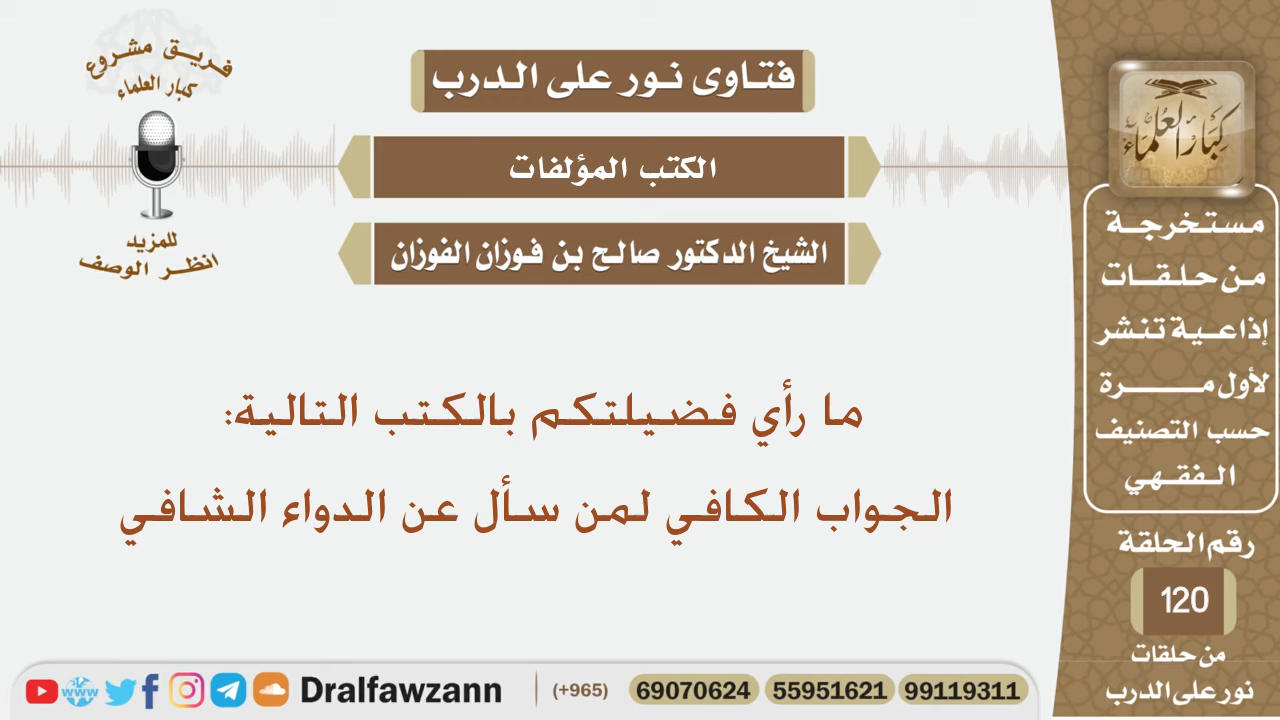 فتاوى نور على الدرب
الكتب المؤلفات
الشيخ الدكتور صالح بن فوزان الفوزان
ما رأي فضيلتكم بالكتب التالية:
الجواب الكافي لمن سأل عن الدواء الشافي
فريق مشروع
كبار العلماء
للمزيد
انظر الوصف
كبار العلماء
مستخرجة
من حلقات
إذاعية تنشر
لأول مرة
حسب التصنيف
الفقهي
رقم الحلقة
120
من حلقات
نور على الدرب
www
Dralfawzann
(+965) 69070624 55951621 99119311